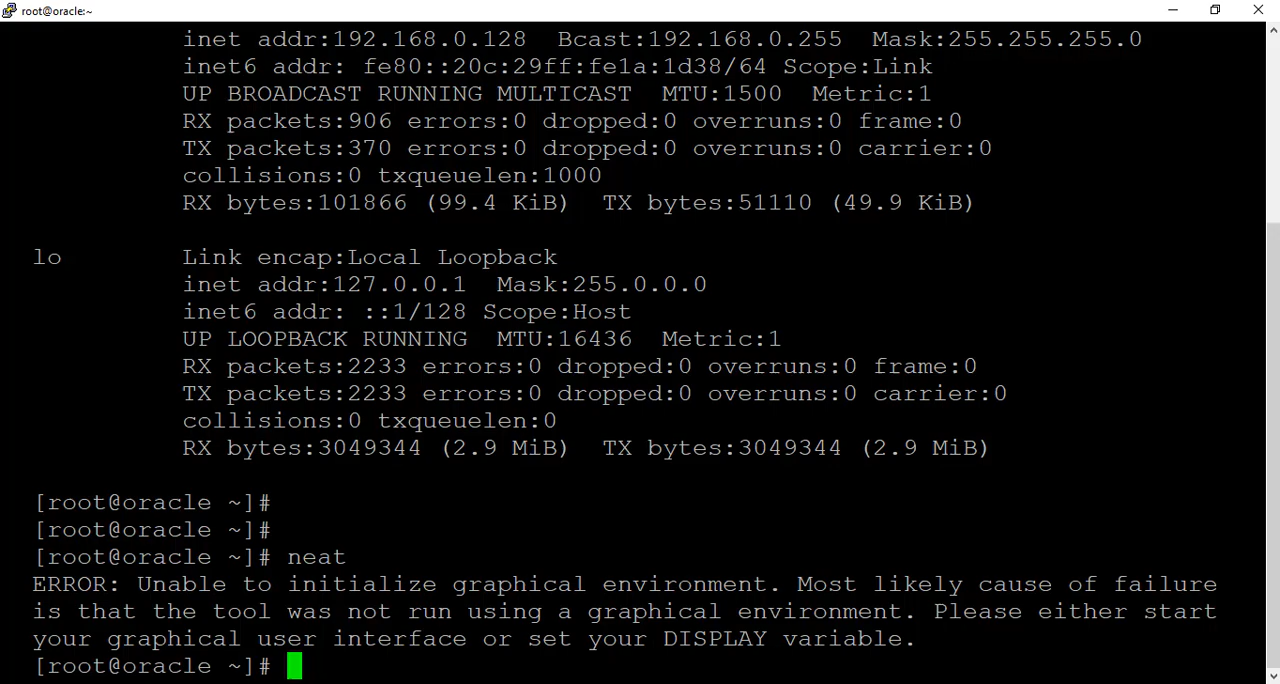 root@oracle:~
inet addr:192.168.0.128  Bcast:192.168.0.255  Mask:255.255.255.0
inet6 addr: fe80::20c:29ff:fe1a:1d38/64 Scope:Link
UP BROADCAST RUNNING MULTICAST  MTU:1500  Metric:1
RX packets:906 errors:0 dropped:0 overruns:0 frame:0
TX packets:370 errors:0 dropped:0 overruns:0 carrier:0
collisions:0 txqueuelen:1000
RX bytes:101866 (99.4 KiB)  TX bytes:51110 (49.9 KiB)
lo        Link encap:Local Loopback
inet addr:127.0.0.1  Mask:255.0.0.0
inet6 addr: ::1/128 Scope:Host
UP LOOPBACK RUNNING  MTU:16436  Metric:1
RX packets:2233 errors:0 dropped:0 overruns:0 frame:0
TX packets:2233 errors:0 dropped:0 overruns:0 carrier:0
collisions:0 txqueuelen:0
RX bytes:3049344 (2.9 MiB)  TX bytes:3049344 (2.9 MiB)
[root@oracle ~]#
[root@oracle ~]#
[root@oracle ~]# neat
ERROR: Unable to initialize graphical environment. Most likely cause of failure
is that the tool was not run using a graphical environment. Please either start
your graphical user interface or set your DISPLAY variable.
[root@oracle ~]#